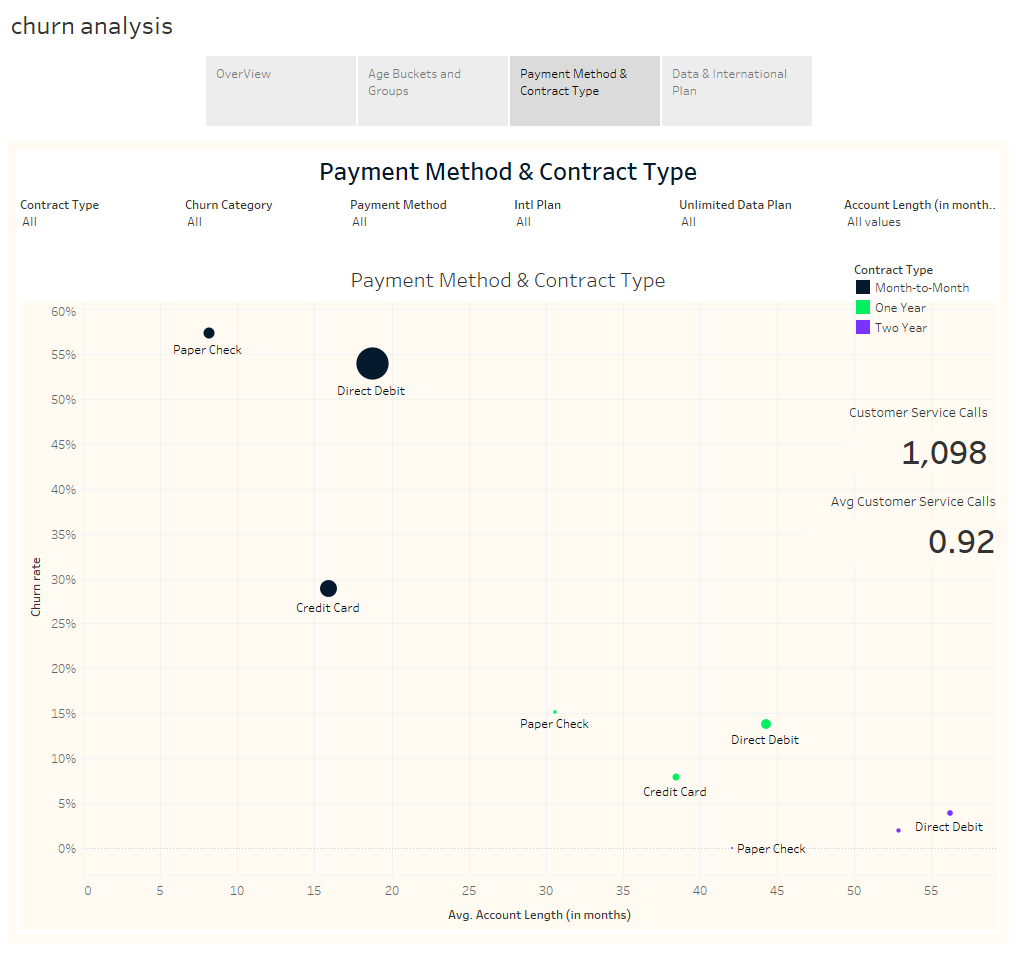 churn analysis
OverView
Age Buckets and
Groups
Payment Method &
Contract Type
Data & International
Plan
Payment Method & Contract Type
Contract Type
All
Churn Category
All
Payment Method
All
Intl Plan
All
Unlimited Data Plan
All
Account Length (in month..
All values
Payment Method & Contract Type
Contract Type
Month-to-Month
One Year
Two Year
Customer Service Calls
1,098
Avg Customer Service Calls
0.92
Churn rate
60%
55%
50%
45%
40%
35%
30%
25%
20%
15%
10%
5%
0%
Paper Check
Direct Debit
Credit Card
Paper Check
Direct Debit
Credit Card
Direct Debit
Paper Check
0 5 10 15 20 25 30 35 40 45 50 55
Avg. Account Length (in months)